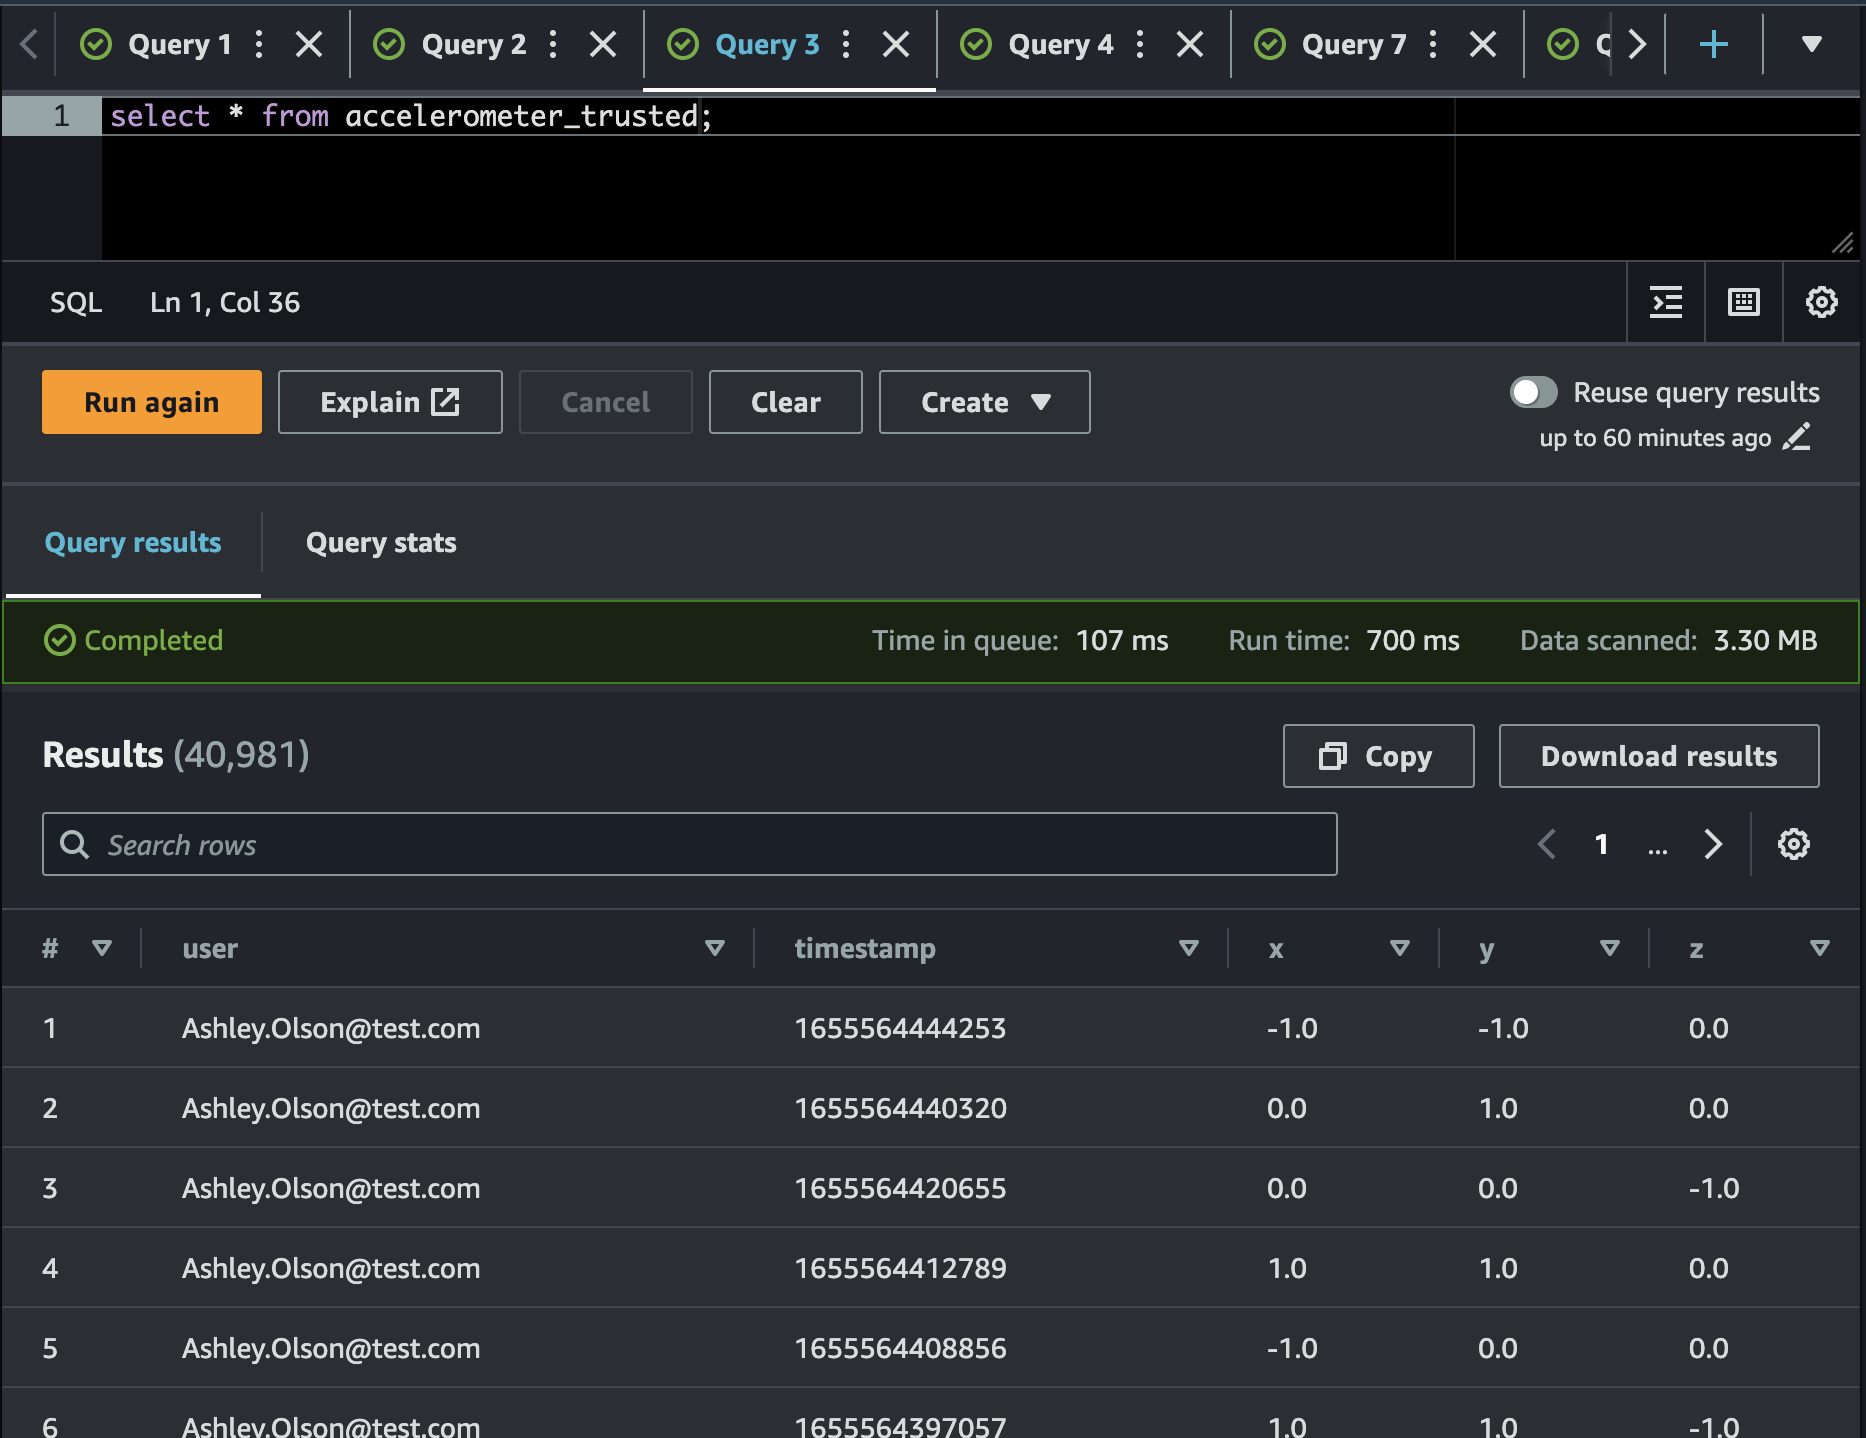 Query 1 Query 2 Query 3 Query 4 Query 7
1 select * from accelerometer_trusted;
SQL Ln 1, Col 36
Run again Explain Cancel Clear Create Reuse query results
up to 60 minutes ago
Query results Query stats
Completed Time in queue: 107 ms Run time: 700 ms Data scanned: 3.30 MB
Results (40,981) Copy Download results
Search rows 1 ...
# user timestamp x y z
1 Ashley.Olson@test.com 1655564444253 -1.0 -1.0 0.0
2 Ashley.Olson@test.com 1655564440320 0.0 1.0 0.0
3 Ashley.Olson@test.com 1655564420655 0.0 0.0 -1.0
4 Ashley.Olson@test.com 1655564412789 1.0 1.0 0.0
5 Ashley.Olson@test.com 1655564408856 -1.0 0.0 0.0
6 Ashley.Olson@test.com 1655564397057 1.0 1.0 -1.0